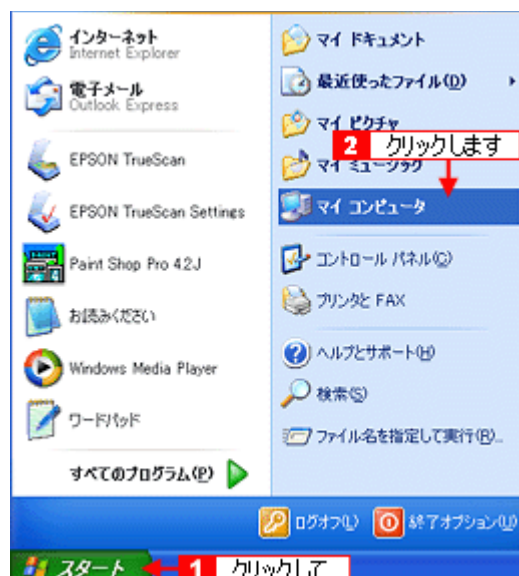 インターネット
Internet Explorer
電子メール
Outlook Express
EPSON TrueScan
EPSON TrueScan Settings
Paint Shop Pro 4.2J
お読みください
Windows Media Player
ワードパッド
すべてのプログラム(P)
マイ ドキュメント
最近使ったファイル(D)
マイ ピクチャ
2 クリックします
マイ ミュージック
マイ コンピュータ
コントロール パネル(C)
プリンタと FAX
ヘルプとサポート(H)
検索(S)
ファイル名を指定して実行(R)...
ログオフ(L)
終了オプション(U)
スタート
1 クリックして